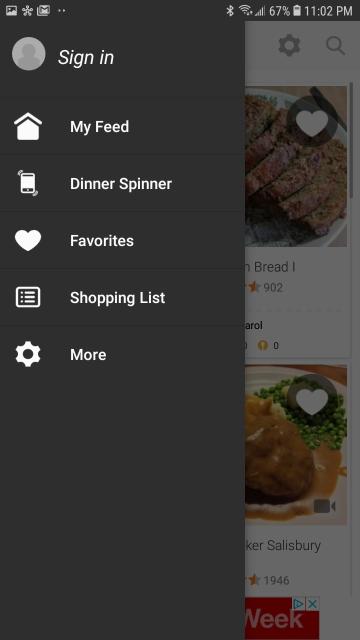 67% 11:02 PM
Sign in
My Feed
Dinner Spinner
Favorites
Shopping List
More
Bread I
902
arol
0
ker Salisbury
1946
Week